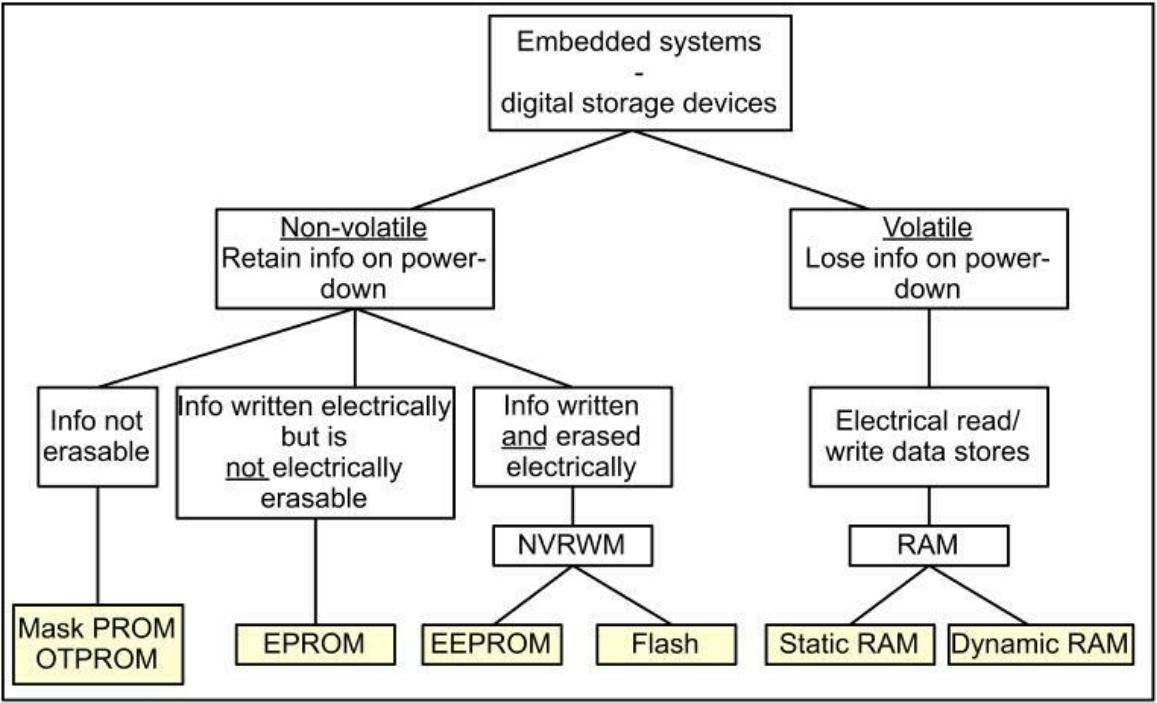 Embedded systems
-
digital storage devices
Non-volatile
Retain info on power-
down
Volatile
Lose info on power-
down
Info not
erasable
Info written electrically
but is
not electrically
erasable
Info written
and erased
electrically
Electrical read/
write data stores
NVRWM
RAM
Mask PROM
OTPROM
EPROM
EEPROM
Flash
Static RAM
Dynamic RAM